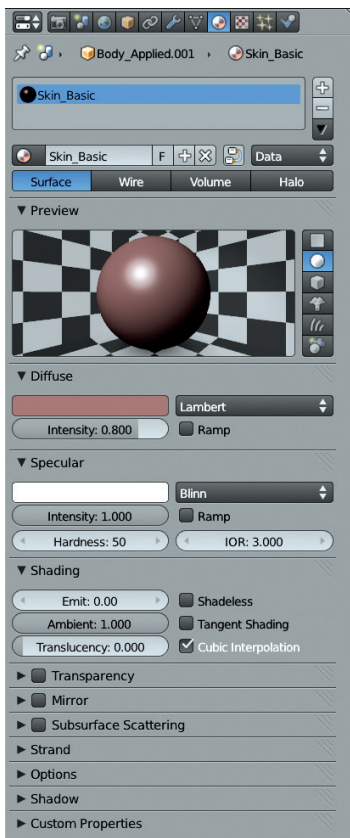 Body_Applied.001 Skin_Basic
Skin_Basic
Skin_Basic F Data
Surface Wire Volume Halo
Preview
Diffuse
Lambert
Intensity: 0.800 Ramp
Specular
Blinn
Intensity: 1.000 Ramp
Hardness: 50 IOR: 3.000
Shading
Emit: 0.00 Shadeless
Ambient: 1.000 Tangent Shading
Translucency: 0.000 Cubic Interpolation
Transparency
Mirror
Subsurface Scattering
Strand
Options
Shadow
Custom Properties